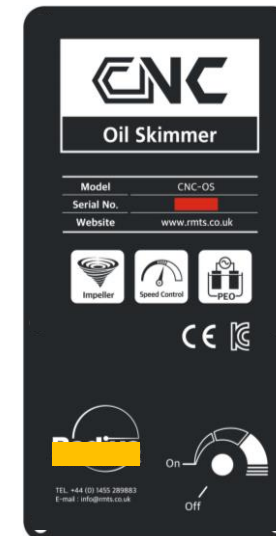 CNC
Oil Skimmer
Model CNC-OS
Serial No.
Website www.rmts.co.uk
Impeller
Speed Control
PEO
CE
On
Off
TEL. +44 (0) 1455 289883
E-mail : info@rmts.co.uk